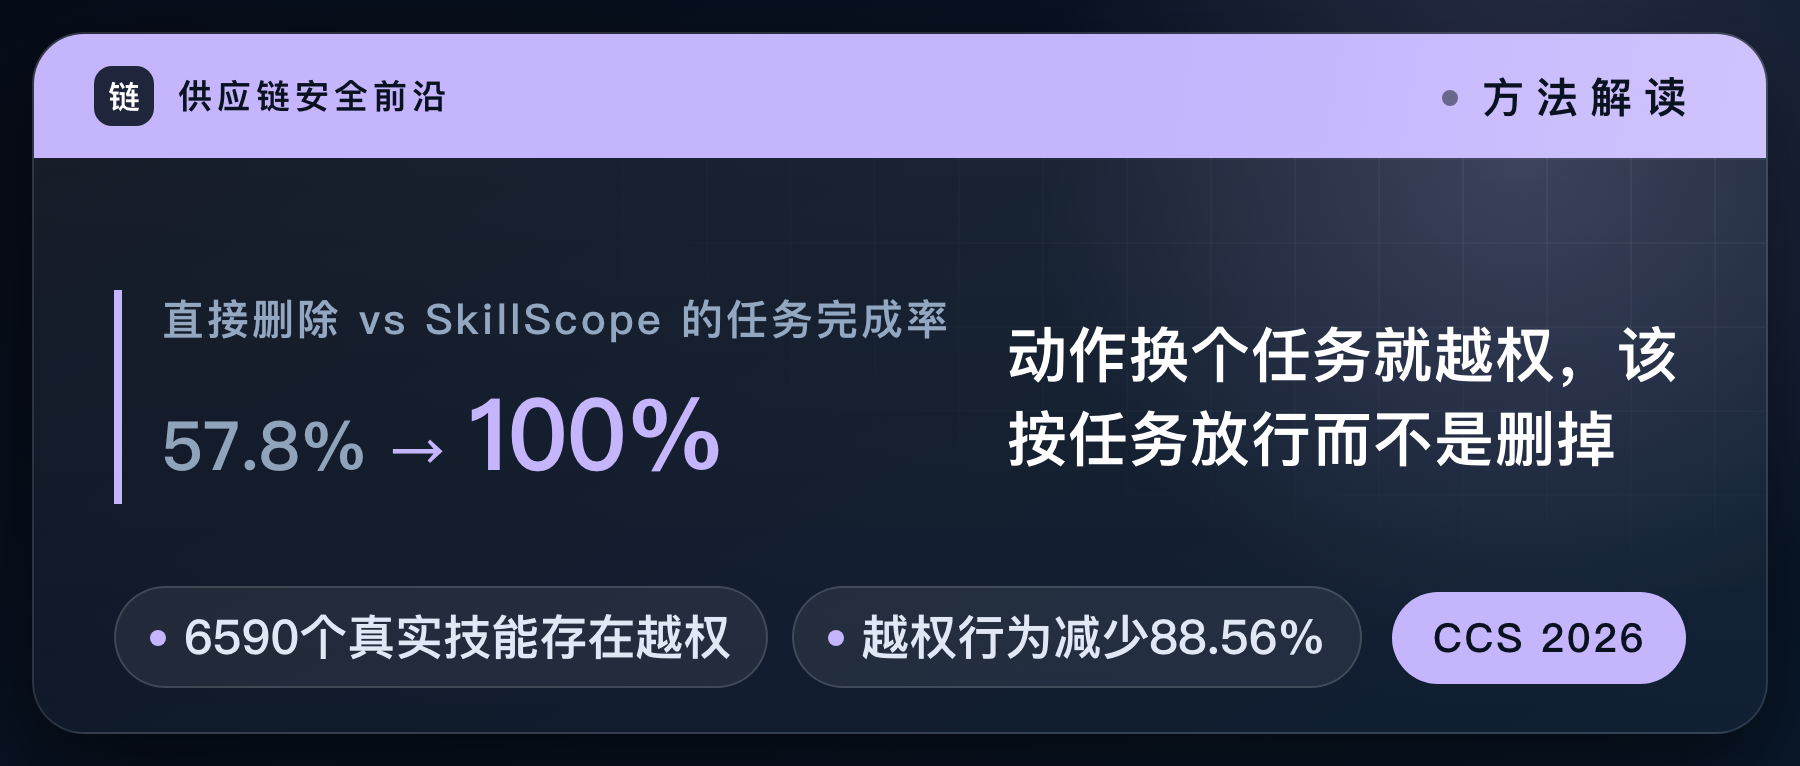 链 供应链安全前沿
方法解读
直接删除 vs SkillScope 的任务完成率
57.8% → 100%
动作换个任务就越权，该
按任务放行而不是删掉
6590个真实技能存在越权
越权行为减少88.56%
CCS 2026